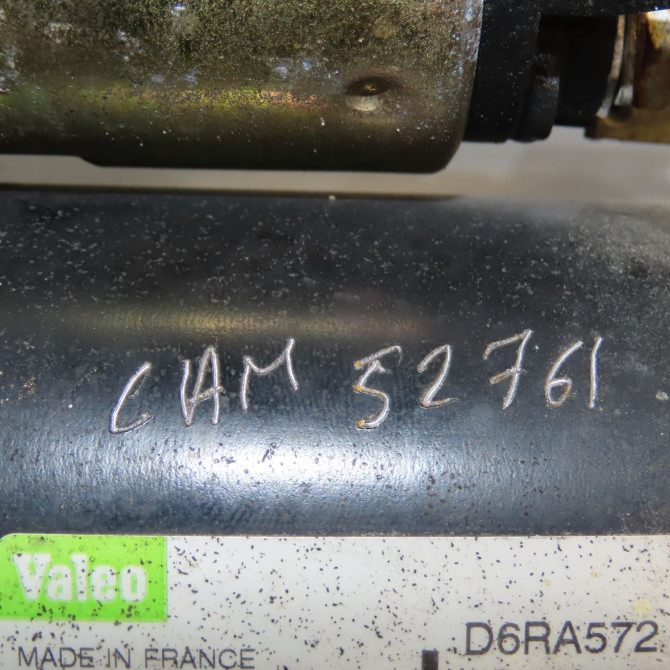 CAM 52761
Valeo
D6RA572
MADE IN FRANCE